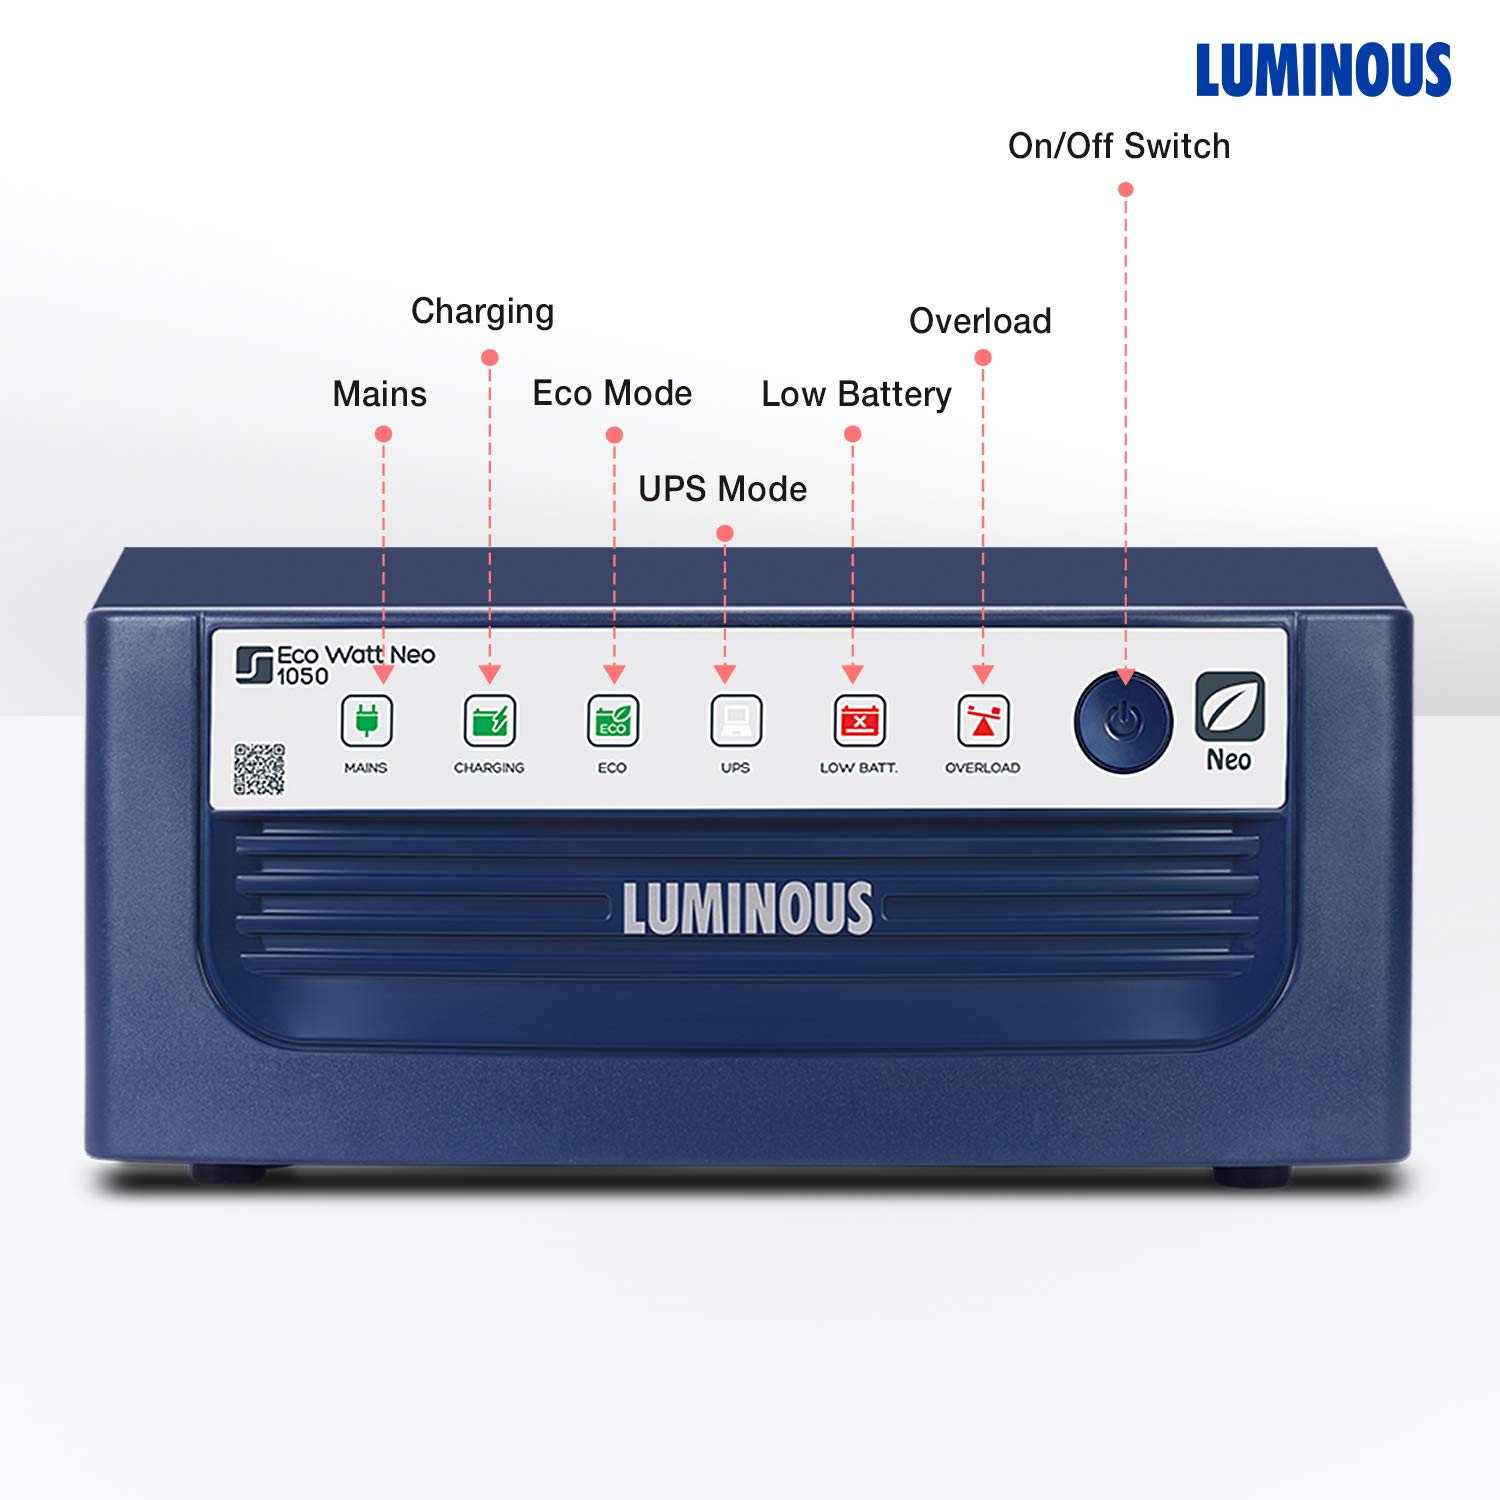 LUMINOUS
On/Off Switch
Charging
Overload
Mains
Eco Mode
Low Battery
UPS Mode
Eco Watt Neo
1050
ECO
MAINS
CHARGING
ECO
UPS
LOW BATT.
OVERLOAD
Neo
LUMINOUS